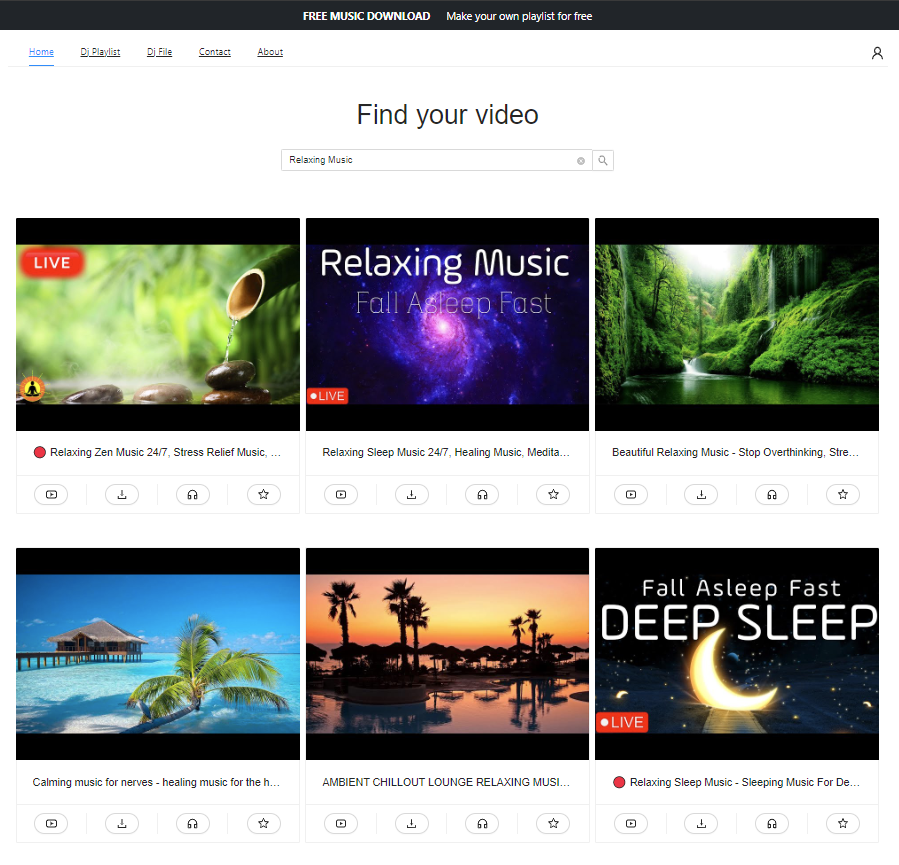 FREE MUSIC DOWNLOAD Make your own playlist for free
Home Dj Playlist Dj File Contact About
Find your video
Relaxing Music
LIVE
Relaxing Music
Fall Asleep Fast
LIVE
Relaxing Zen Music 24/7, Stress Relief Music, ...
Relaxing Sleep Music 24/7, Healing Music, Medita...
Beautiful Relaxing Music - Stop Overthinking, Stre...
Fall Asleep Fast
DEEP SLEEP
LIVE
Calming music for nerves - healing music for the h...
AMBIENT CHILLOUT LOUNGE RELAXING MUSI...
Relaxing Sleep Music - Sleeping Music For De...